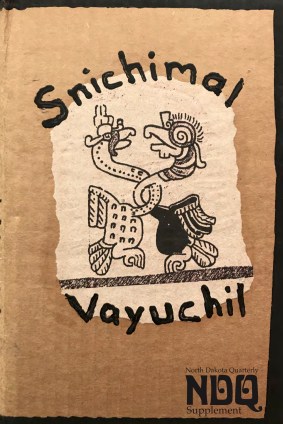 Snichimal
Vayuchil
North Dakota Quarterly
NDQ
Supplement